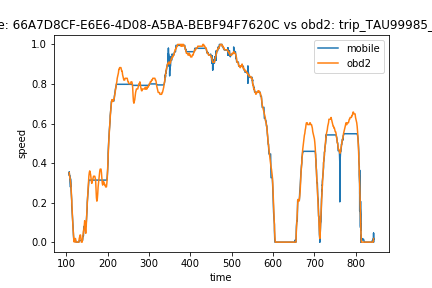 e: 66A7D8CF-E6E6-4D08-A5BA-BEBF94F7620C vs obd2: trip_TAU99985_
mobile
obd2
1.0
0.8
0.6
0.4
0.2
0.0
speed
100 200 300 400 500 600 700 800
time